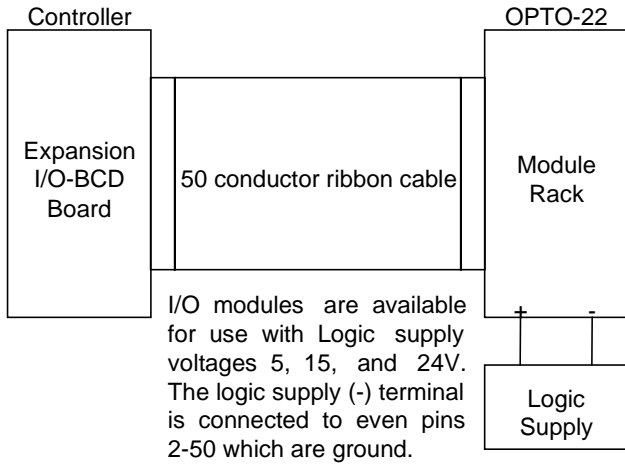 Controller
OPTO-22
Expansion
I/O-BCD
Board
50 conductor ribbon cable
Module
Rack
+ -
I/O modules are available
for use with Logic supply
voltages 5, 15, and 24V.
The logic supply (-) terminal
is connected to even pins
2-50 which are ground.
Logic
Supply